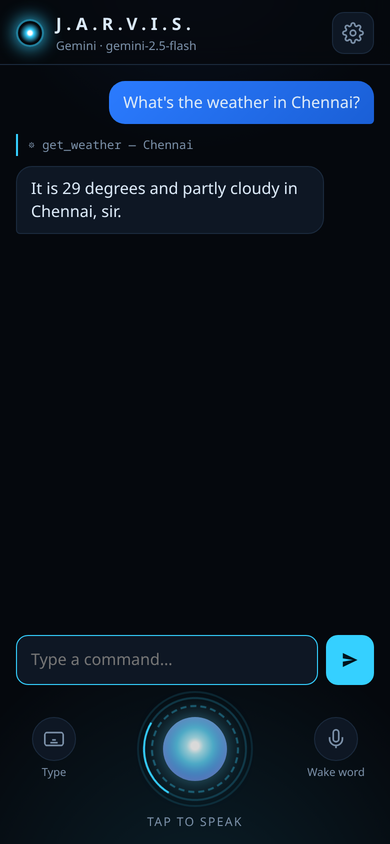 J.A.R.V.I.S.
Gemini · gemini-2.5-flash
What's the weather in Chennai?
get_weather — Chennai
It is 29 degrees and partly cloudy in
Chennai, sir.
Type a command...
Type
Wake word
TAP TO SPEAK